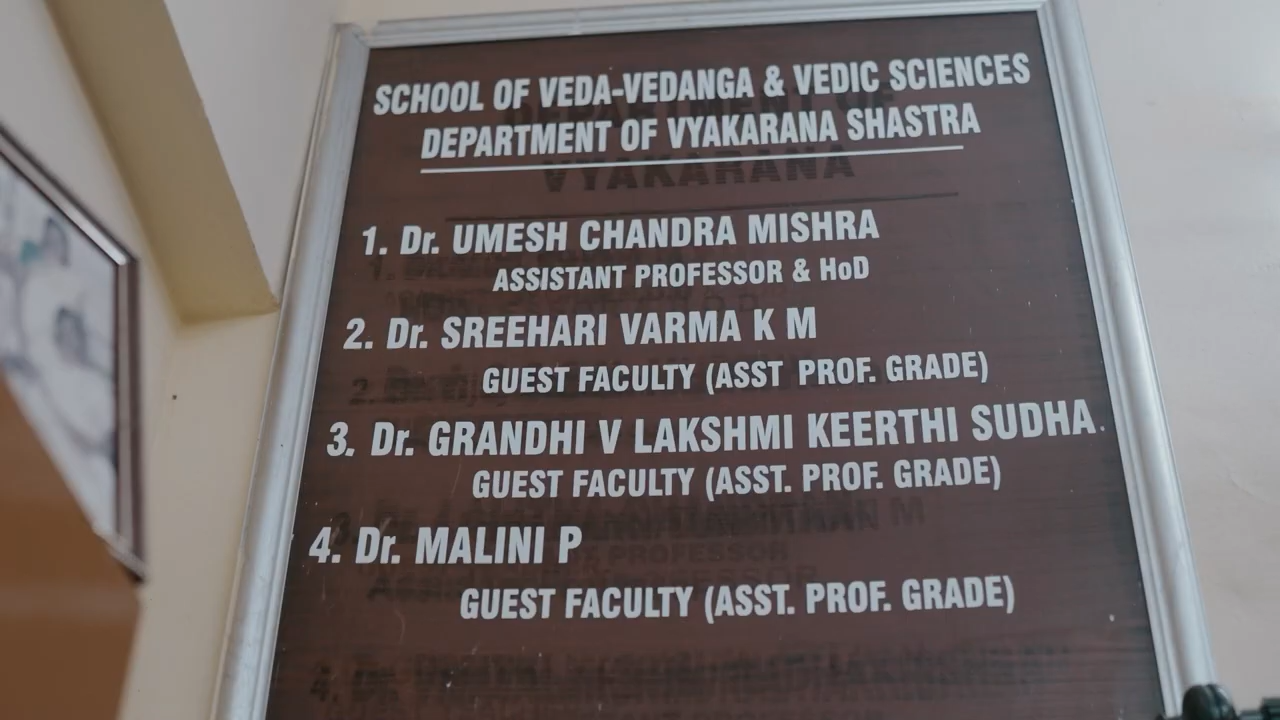 SCHOOL OF VEDA-VEDANGA & VEDIC SCIENCES
DEPARTMENT OF VYAKARANA SHASTRA
VYAKARANA
1. Dr. UMESH CHANDRA MISHRA
ASSISTANT PROFESSOR & HoD
2. Dr. SREEHARI VARMA K M
GUEST FACULTY (ASST PROF. GRADE)
3. Dr. GRANDHI V LAKSHMI KEERTHI SUDHA.
GUEST FACULTY (ASST. PROF. GRADE)
4. Dr. MALINI P
GUEST FACULTY (ASST. PROF. GRADE)